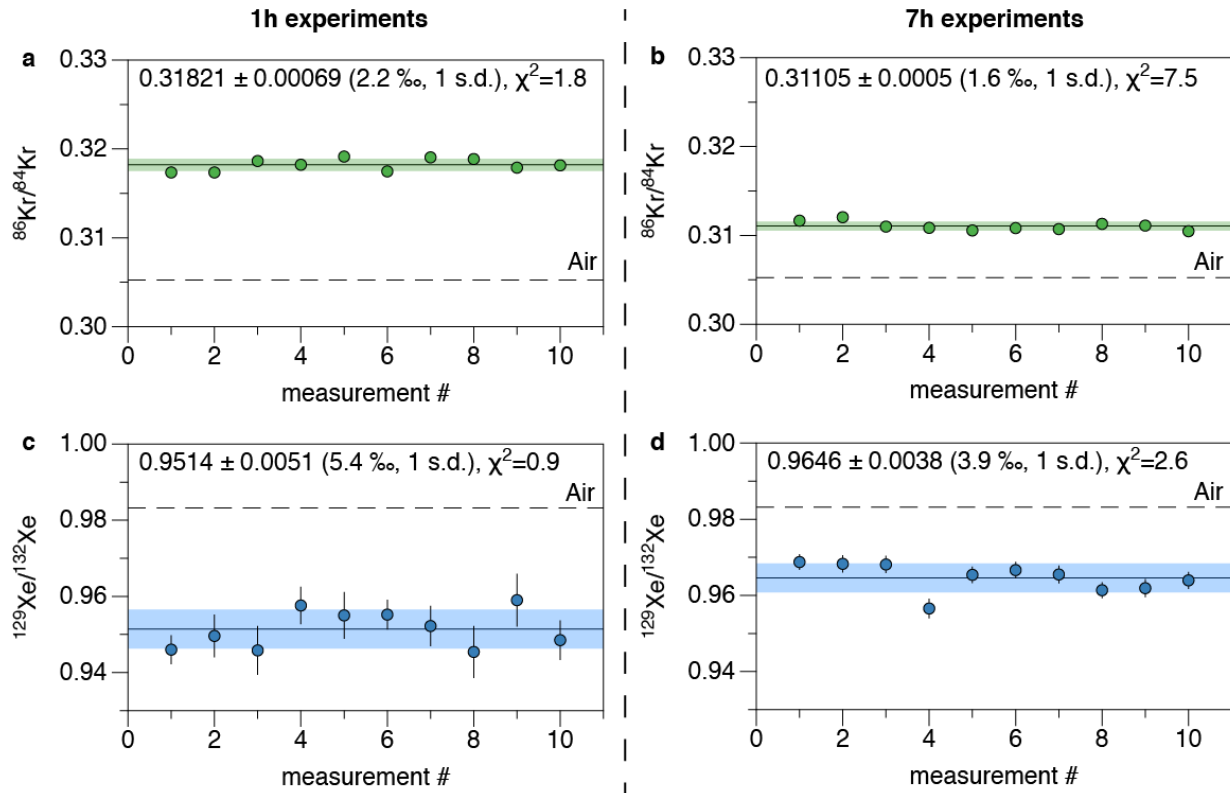 1h experiments
7h experiments
a
0.31821 ± 0.00069 (2.2 ‰, 1 s.d.), χ²=1.8
Air
⁸⁶Kr/⁸⁴Kr
0.33
0.32
0.31
0.30
0 2 4 6 8 10
measurement #
b
0.31105 ± 0.0005 (1.6 ‰, 1 s.d.), χ²=7.5
Air
⁸⁶Kr/⁸⁴Kr
0.33
0.32
0.31
0.30
0 2 4 6 8 10
measurement #
c
0.9514 ± 0.0051 (5.4 ‰, 1 s.d.), χ²=0.9
Air
¹²⁹Xe/¹³²Xe
1.00
0.98
0.96
0.94
0 2 4 6 8 10
measurement #
d
0.9646 ± 0.0038 (3.9 ‰, 1 s.d.), χ²=2.6
Air
¹²⁹Xe/¹³²Xe
1.00
0.98
0.96
0.94
0 2 4 6 8 10
measurement #